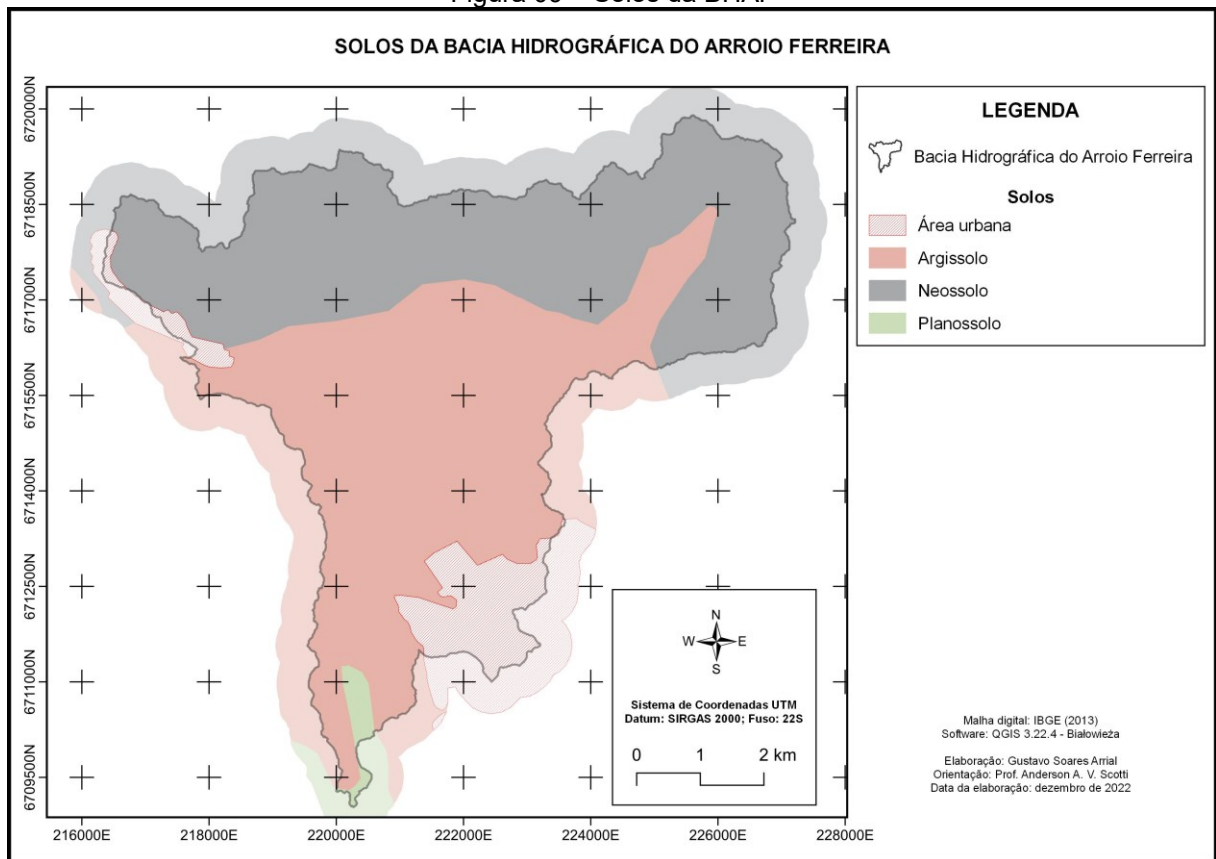 SOLOS DA BACIA HIDROGRÁFICA DO ARROIO FERREIRA
6720000N
6718500N
6717000N
6715500N
6714000N
6712500N
6711000N
6709500N
216000E
218000E
220000E
222000E
224000E
226000E
228000E
N
W
E
S
Sistema de Coordenadas UTM
Datum: SIRGAS 2000; Fuso: 22S
0 1 2 km
LEGENDA
Bacia Hidrográfica do Arroio Ferreira
Solos
Área urbana
Argissolo
Neossolo
Planossolo
Malha digital: IBGE (2013)
Software: QGIS 3.22.4 - Białowieża
Elaboração: Gustavo Soares Arrial
Orientação: Prof. Anderson A. V. Scotti
Data da elaboração: dezembro de 2022